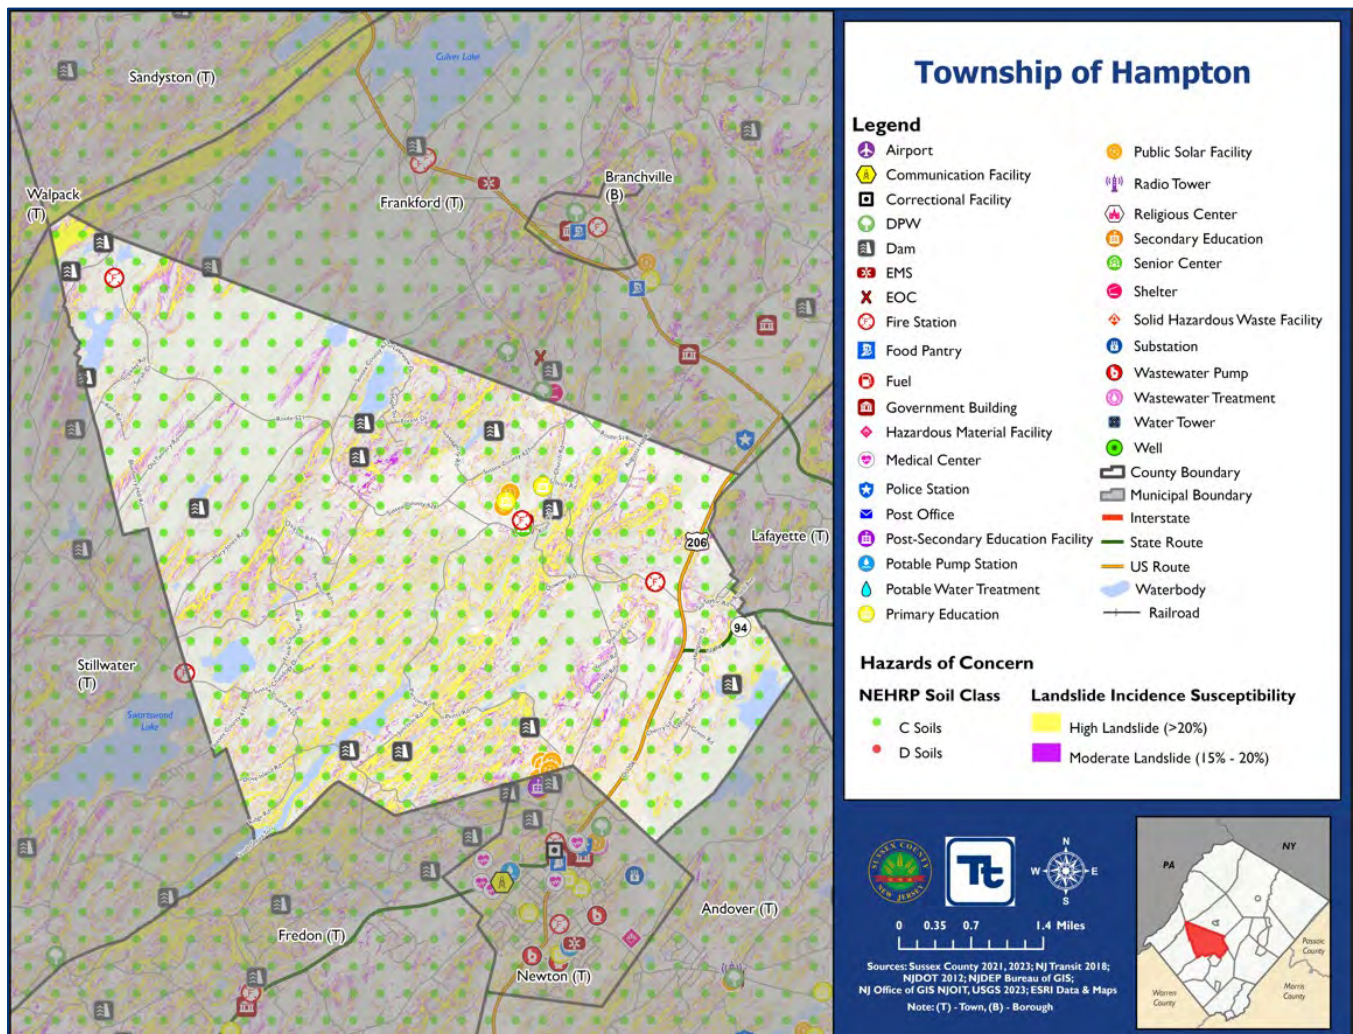 Township of Hampton
Legend
Airport
Communication Facility
Correctional Facility
DPW
Dam
EMS
EOC
Fire Station
Food Pantry
Fuel
Government Building
Hazardous Material Facility
Medical Center
Police Station
Post Office
Post-Secondary Education Facility
Potable Pump Station
Potable Water Treatment
Primary Education
Public Solar Facility
Radio Tower
Religious Center
Secondary Education
Senior Center
Shelter
Solid Hazardous Waste Facility
Substation
Wastewater Pump
Wastewater Treatment
Water Tower
Well
County Boundary
Municipal Boundary
Interstate
State Route
US Route
Waterbody
Railroad
Hazards of Concern
NEHRP Soil Class
C Soils
D Soils
Landslide Incidence Susceptibility
High Landslide (>20%)
Moderate Landslide (15% - 20%)
Sandyston (T)
Culver Lake
Walpack
(T)
Frankford (T)
Branchville
(B)
Lafayette (T)
206
94
Stillwater
(T)
Swartswood
Lake
Fredon (T)
Newton (T)
Andover (T)
SUSSEX COUNTY
NEW JERSEY
Tt
N
W
E
S
0 0.35 0.7 1.4 Miles
Sources: Sussex County 2021, 2023; NJ Transit 2018;
NJDOT 2012; NJDEP Bureau of GIS;
NJ Office of GIS NJOIT, USGS 2023; ESRI Data & Maps
Note: (T) - Town, (B) - Borough
PA
NY
Passaic
County
Morris
County
Warren
County